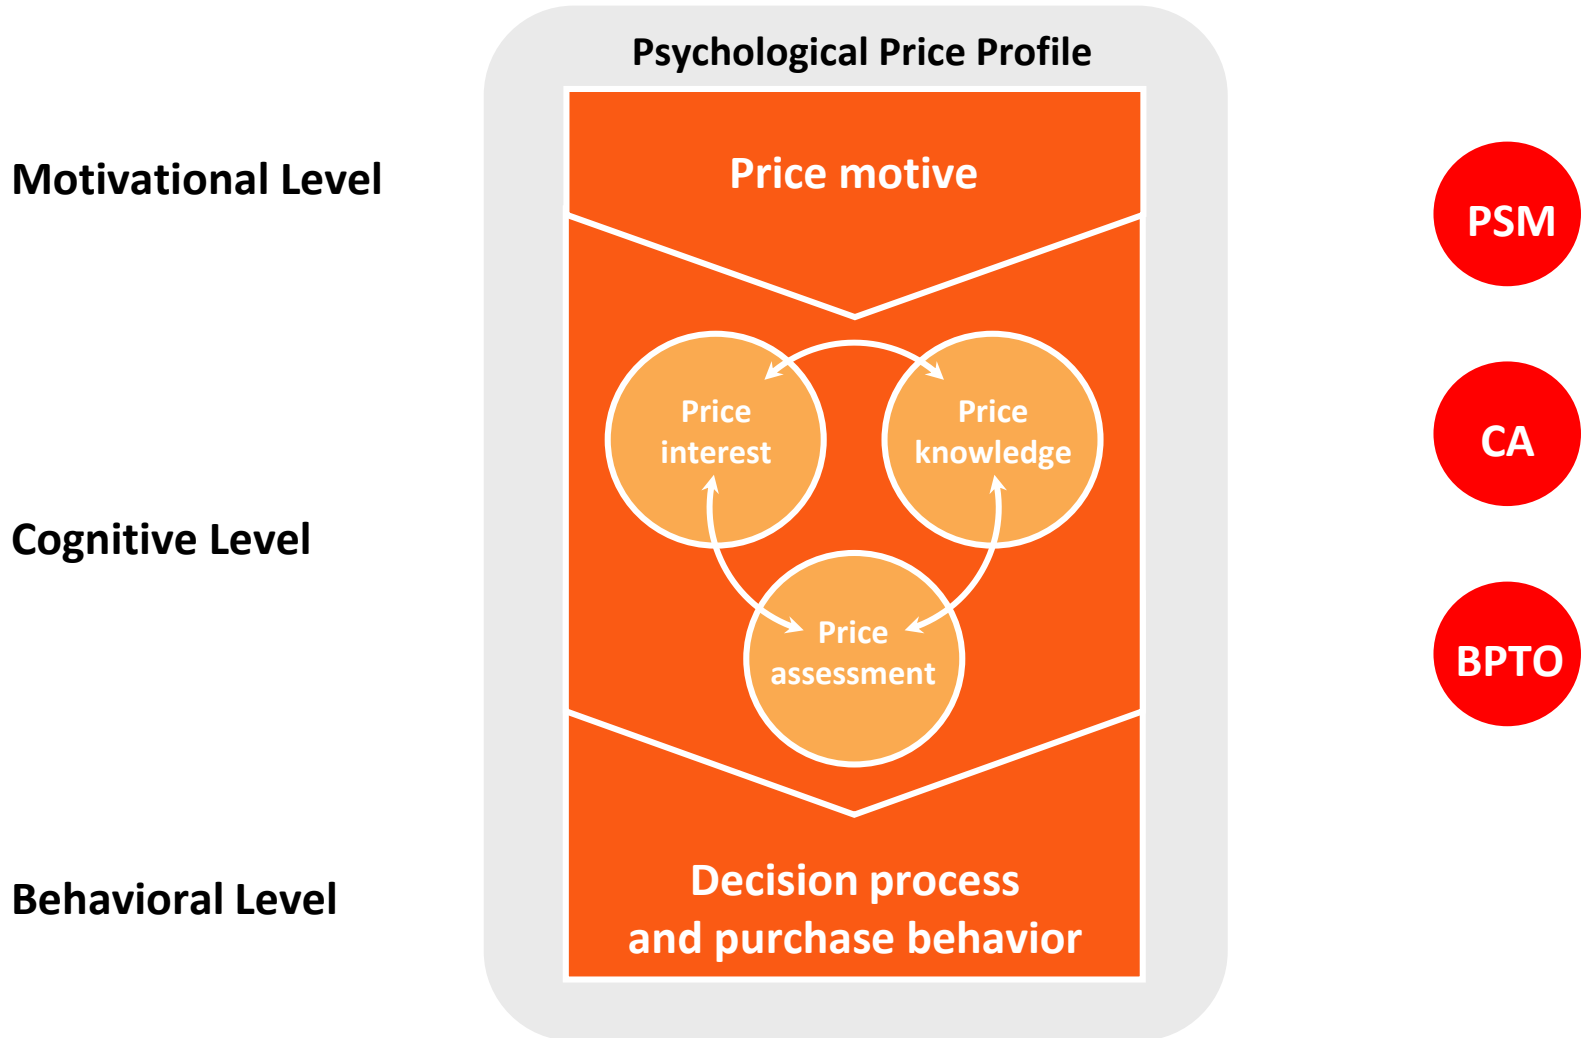 Psychological Price Profile
Motivational Level
Price motive
PSM
Price
interest
Price
knowledge
CA
Cognitive Level
Price
assessment
BPTO
Behavioral Level
Decision process
and purchase behavior